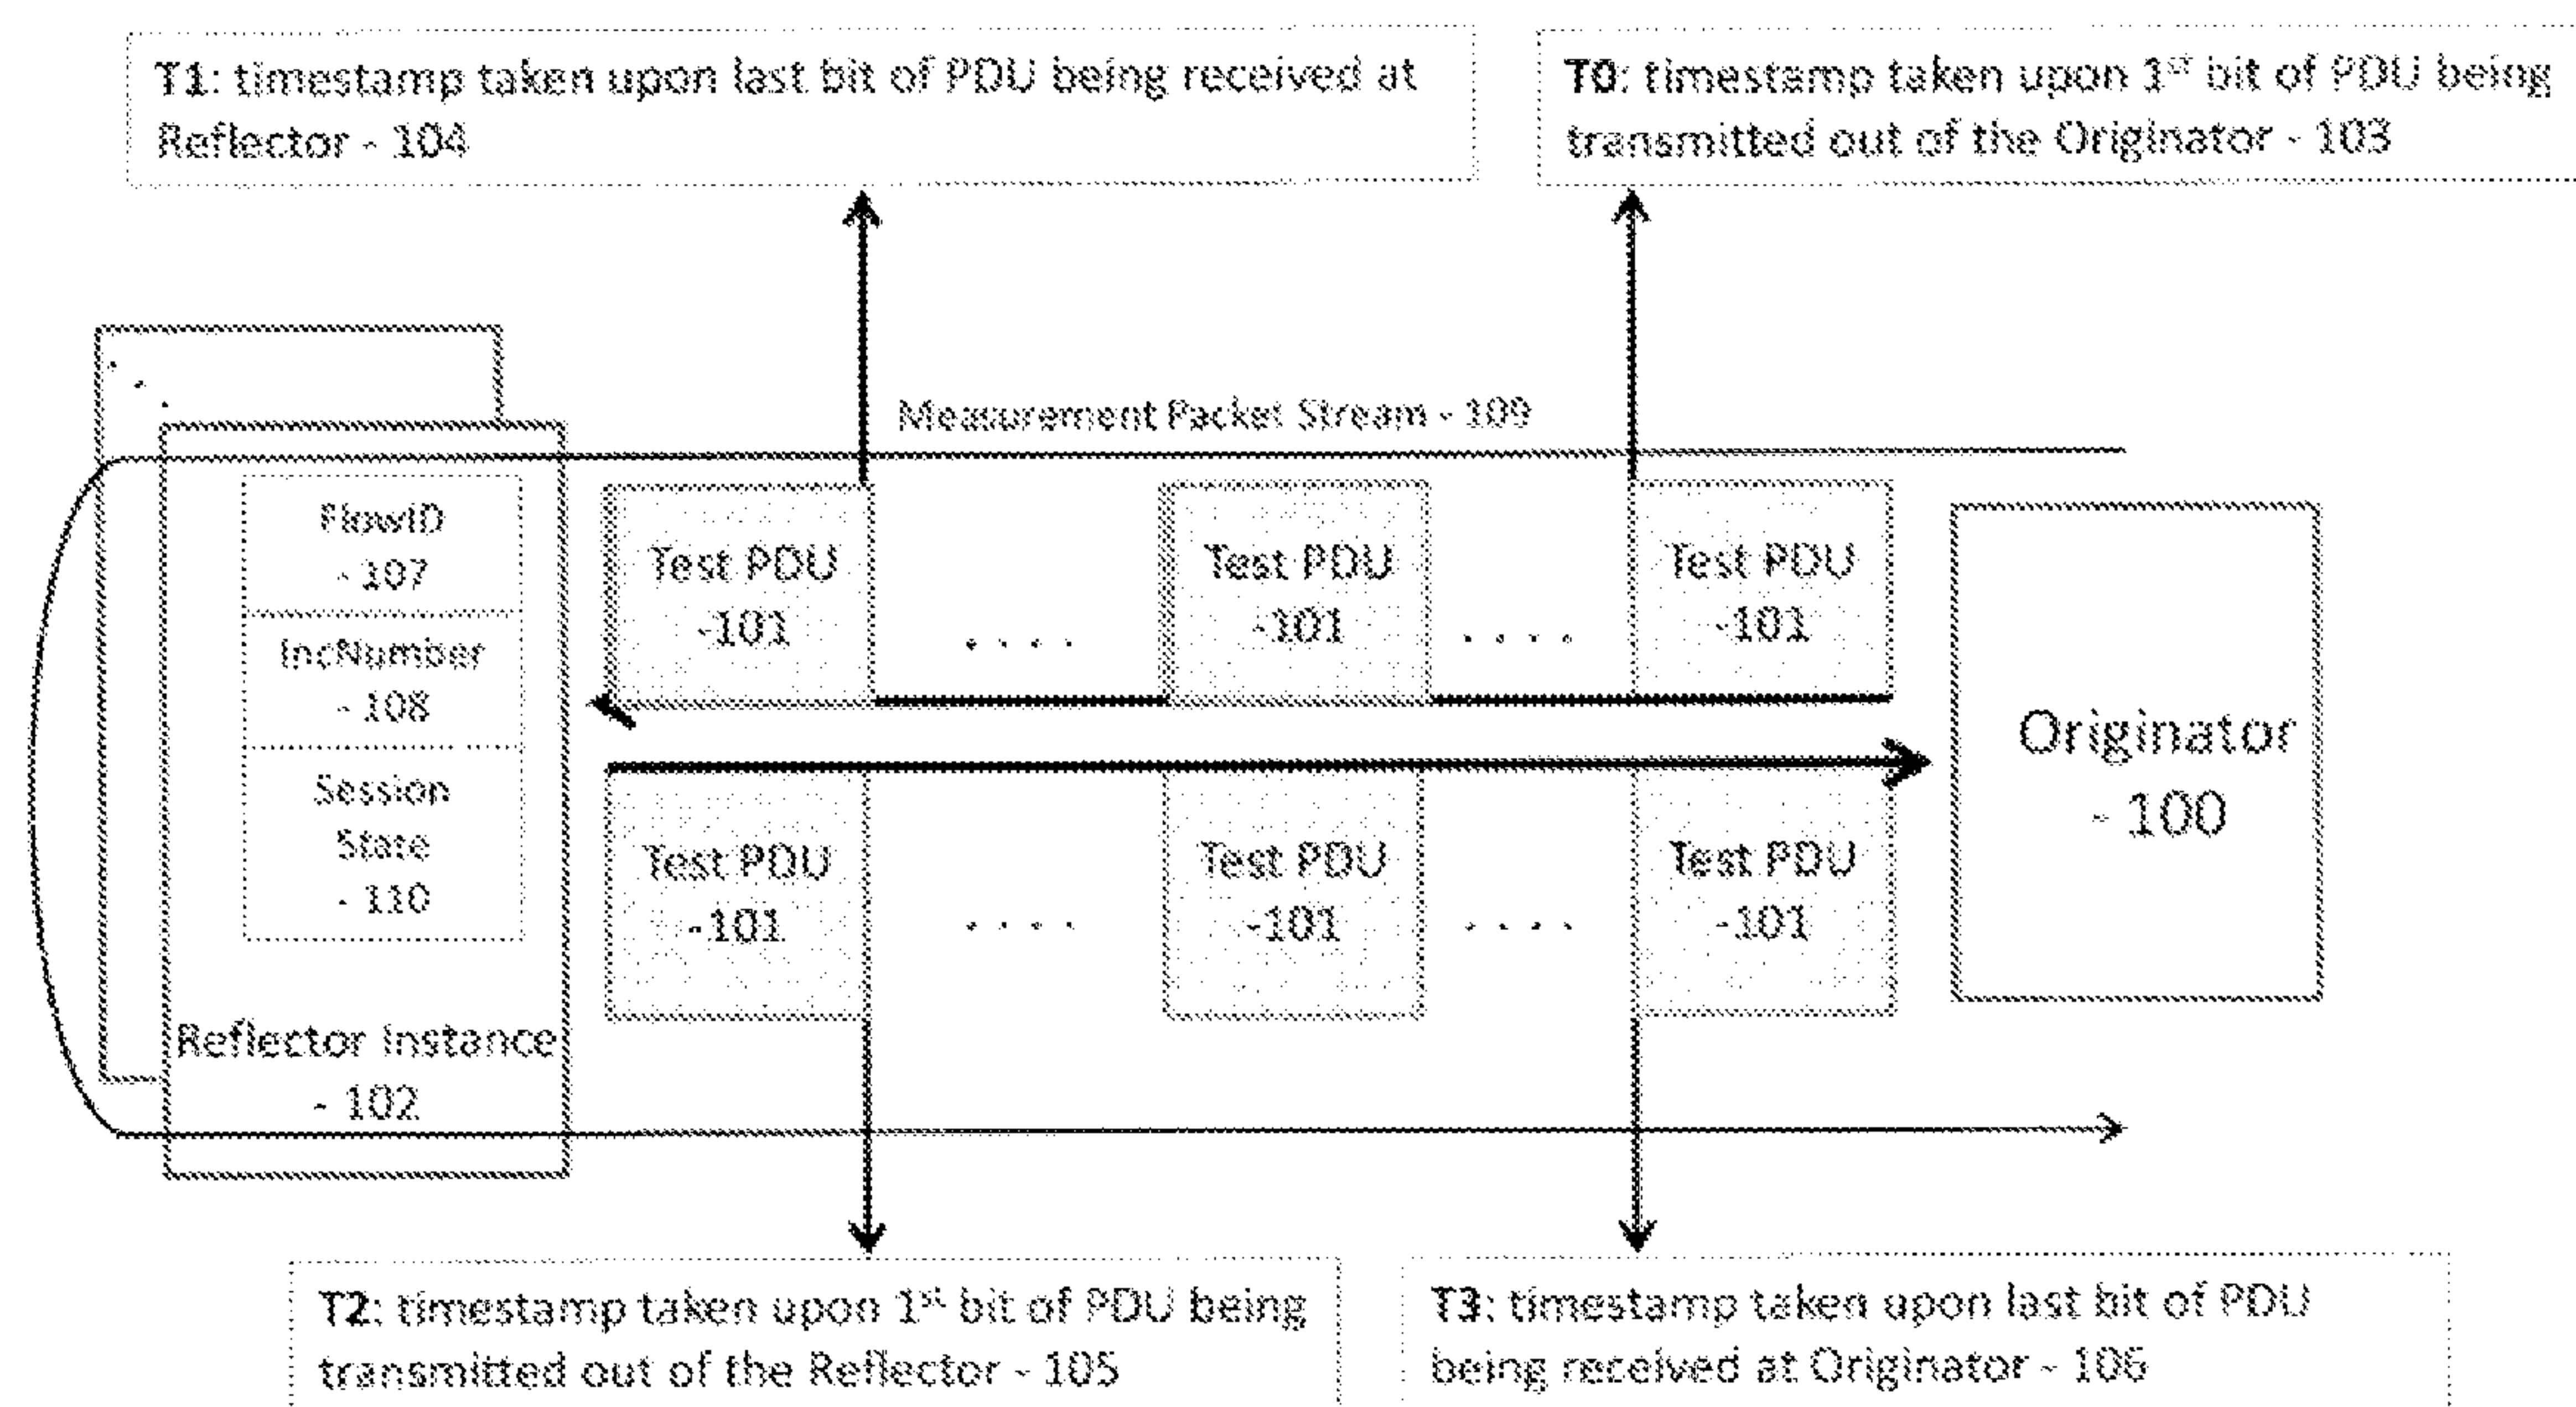 T1: timestamp taken upon last bit of PDU being received at
Reflector - 104
T0: timestamp taken upon 1st bit of PDU being
transmitted out of the Originator - 103
Measurement Packet Stream - 109
FlowID
- 107
IncNumber
- 108
Session
State
- 110
Reflector Instance
- 102
Test PDU
-101
. . . .
Test PDU
-101
. . . .
Test PDU
-101
Test PDU
-101
. . . .
Test PDU
-101
. . . .
Test PDU
-101
Originator
- 100
T2: timestamp taken upon 1st bit of PDU being
transmitted out of the Reflector - 105
T3: timestamp taken upon last bit of PDU
being received at Originator - 106